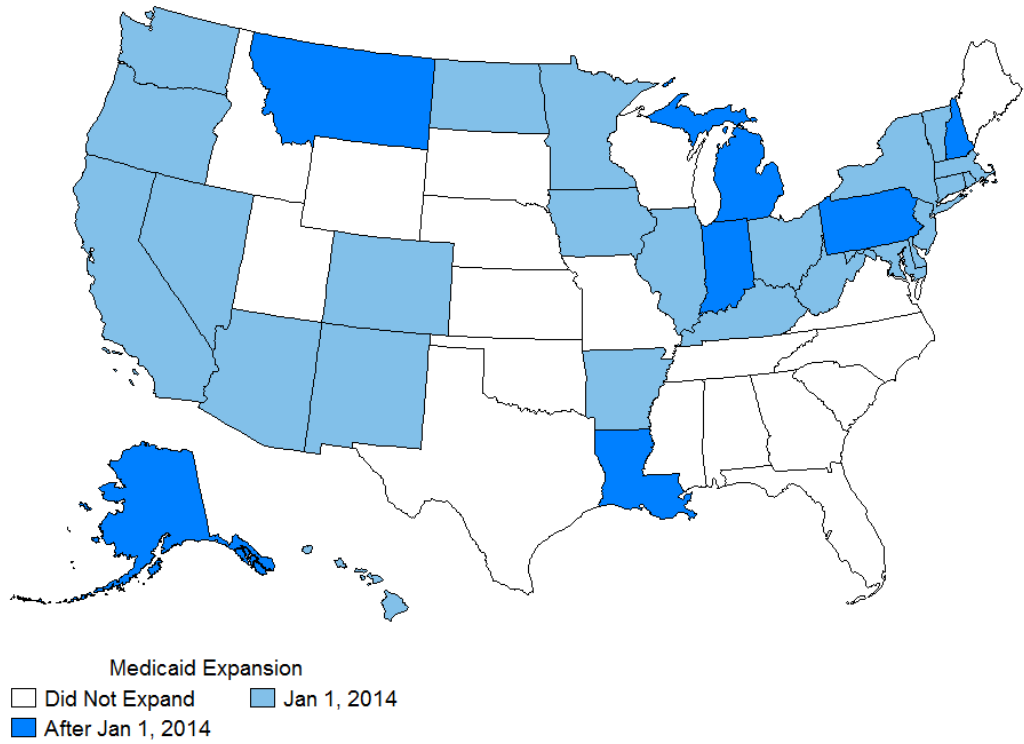 Medicaid Expansion
Did Not Expand Jan 1, 2014
After Jan 1, 2014